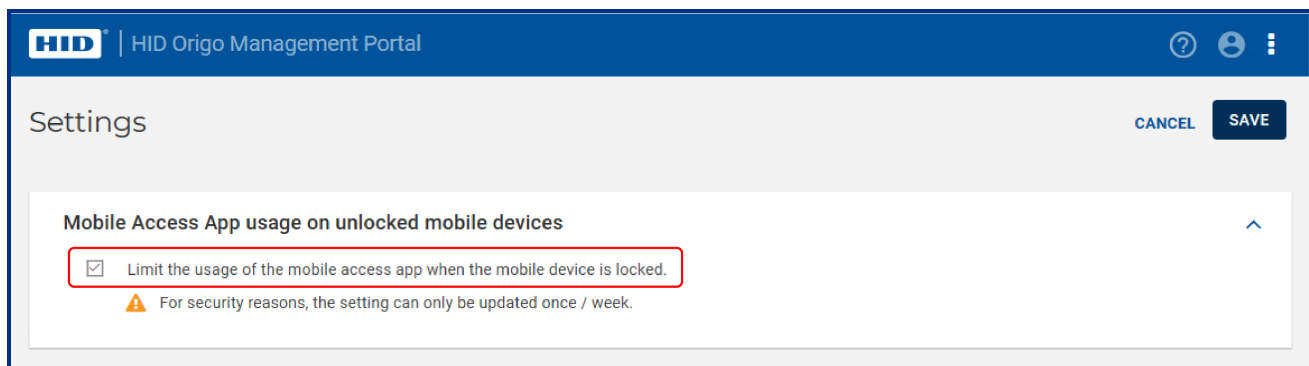 HID® | HID Origo Management Portal
Settings
CANCEL
SAVE
Mobile Access App usage on unlocked mobile devices
Limit the usage of the mobile access app when the mobile device is locked.
For security reasons, the setting can only be updated once / week.